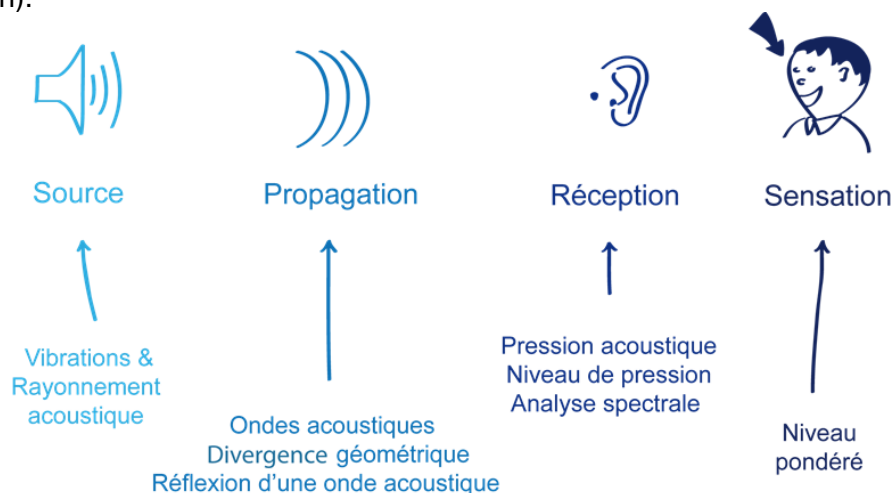 n).
Source
Propagation
Réception
Sensation
Vibrations &
Rayonnement
acoustique
Ondes acoustiques
Divergence géométrique
Réflexion d'une onde acoustique
Pression acoustique
Niveau de pression
Analyse spectrale
Niveau
pondéré